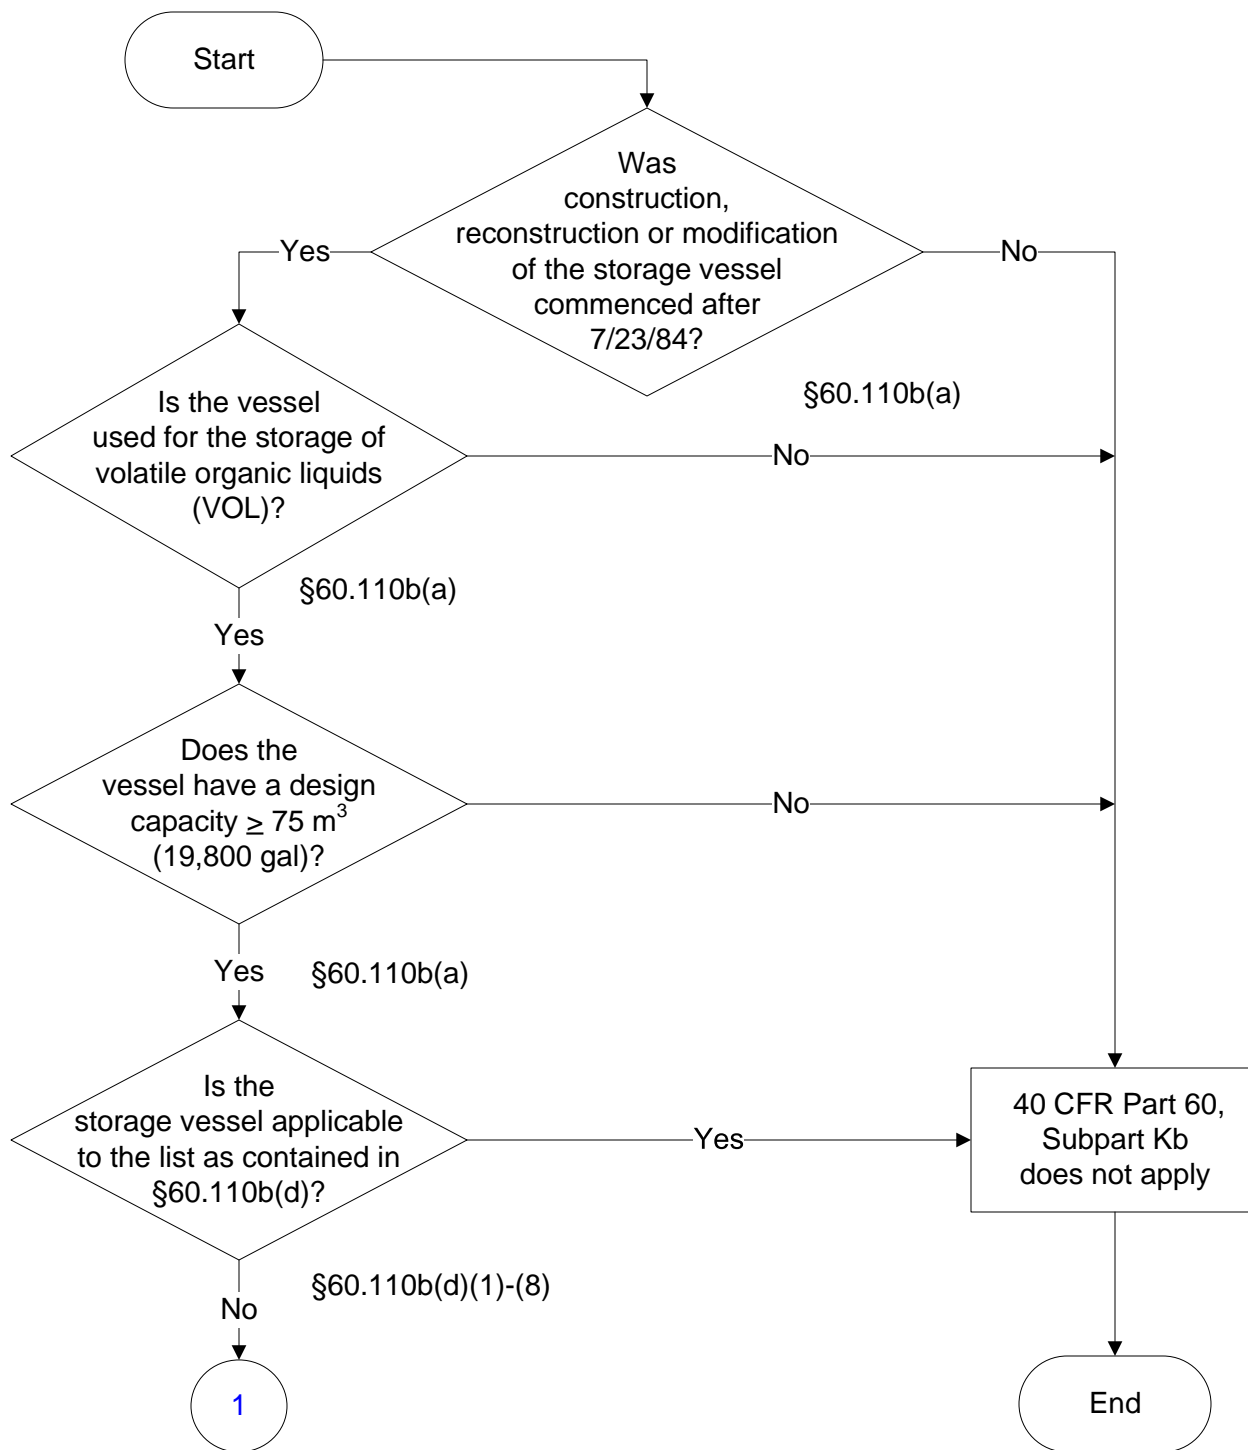 Start
Was
construction,
reconstruction or modification
of the storage vessel
commenced after
7/23/84?
Yes
No
§60.110b(a)
Is the vessel
used for the storage of
volatile organic liquids
(VOL)?
No
§60.110b(a)
Yes
Does the
vessel have a design
capacity ≥ 75 m³
(19,800 gal)?
No
Yes
§60.110b(a)
Is the
storage vessel applicable
to the list as contained in
§60.110b(d)?
Yes
40 CFR Part 60,
Subpart Kb
does not apply
§60.110b(d)(1)-(8)
No
1
End